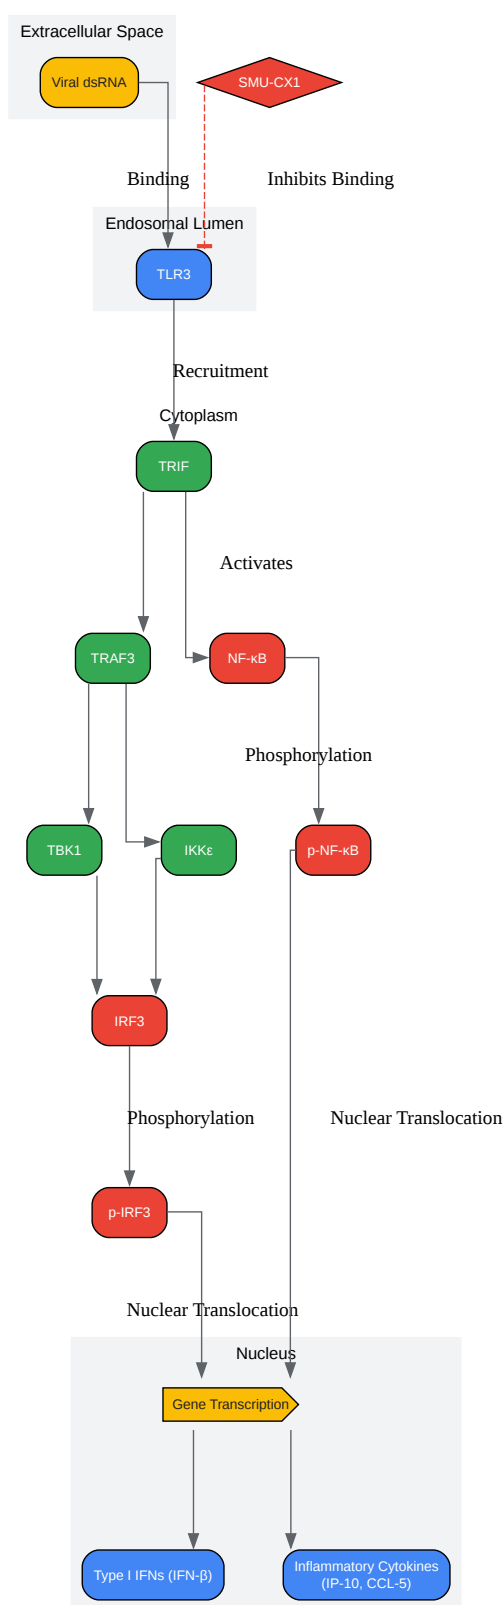 Extracellular Space
Viral dsRNA
SMU-CX1
Binding
Inhibits Binding
Endosomal Lumen
TLR3
Recruitment
Cytoplasm
TRIF
Activates
TRAF3
NF-κB
Phosphorylation
TBK1
IKKε
p-NF-κB
IRF3
Phosphorylation
Nuclear Translocation
p-IRF3
Nuclear Translocation
Nucleus
Gene Transcription
Type I IFNs (IFN-β)
Inflammatory Cytokines
(IP-10, CCL-5)